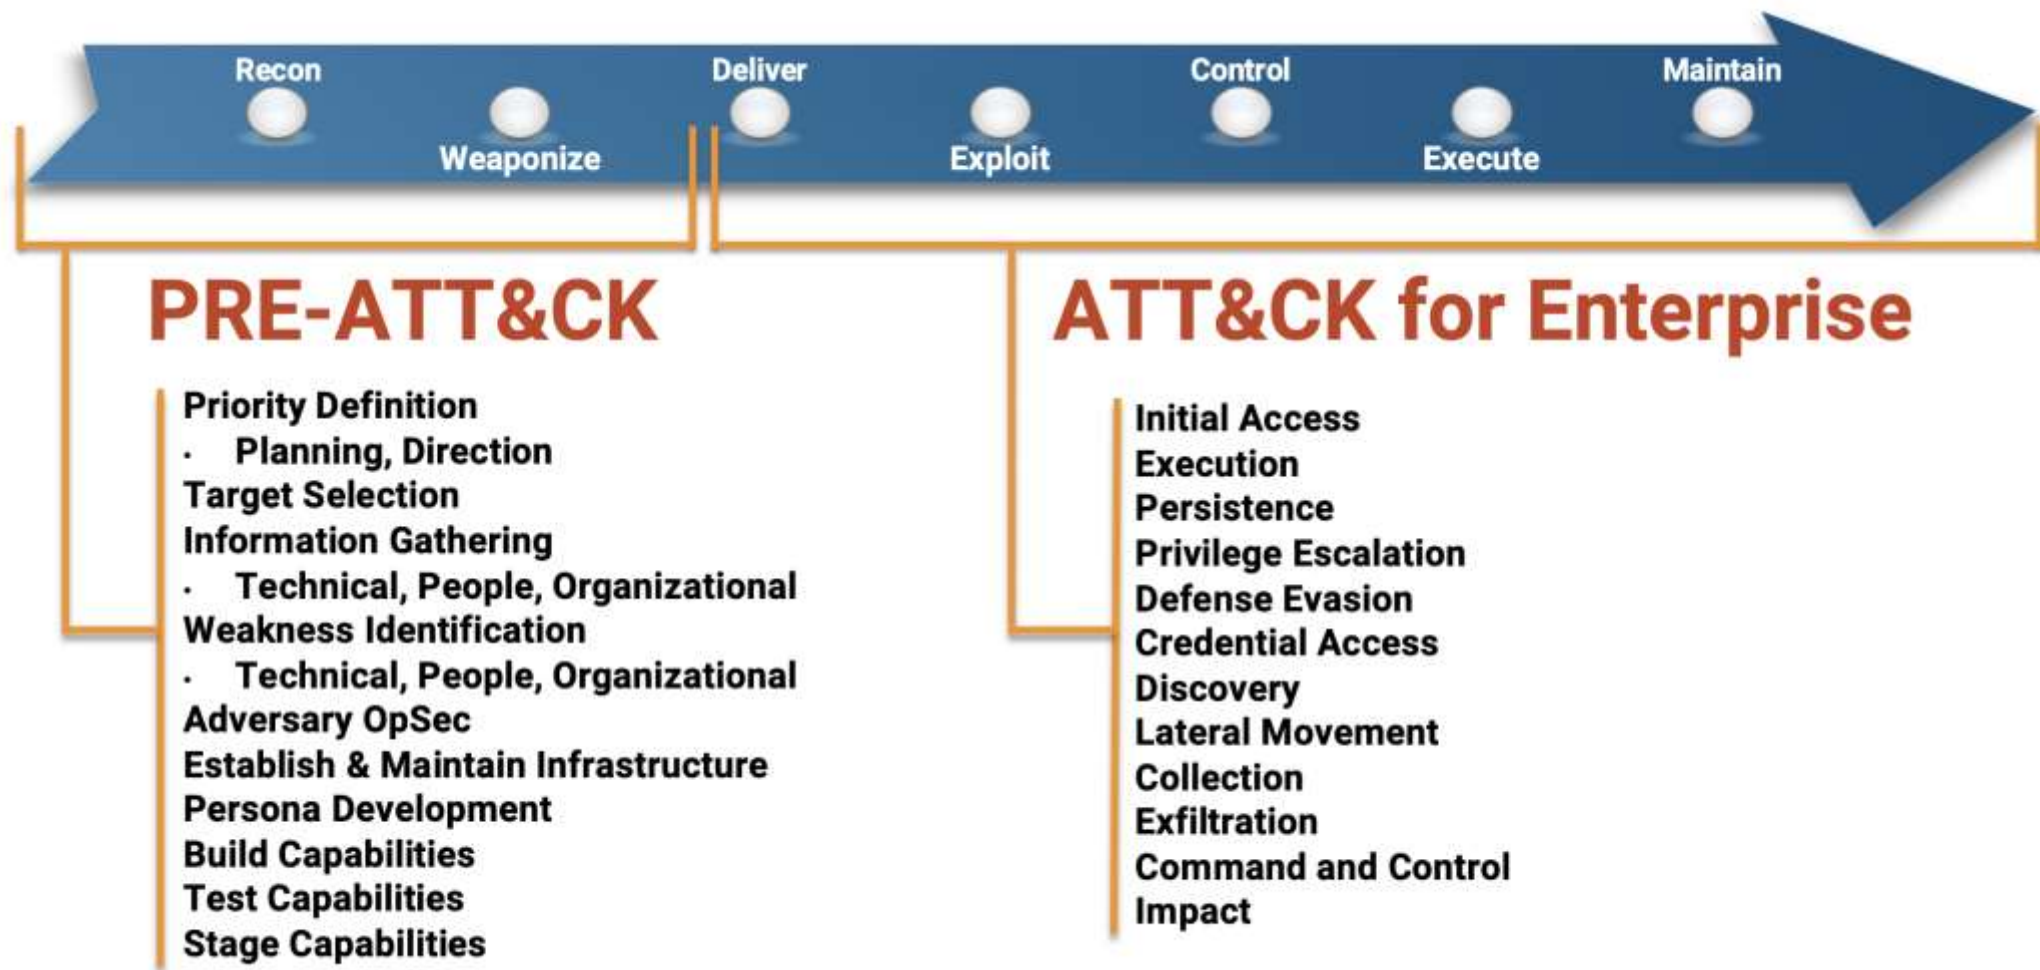 Recon
Deliver
Control
Maintain
Weaponize
Exploit
Execute
PRE-ATT&CK
Priority Definition
· Planning, Direction
Target Selection
Information Gathering
· Technical, People, Organizational
Weakness Identification
· Technical, People, Organizational
Adversary OpSec
Establish & Maintain Infrastructure
Persona Development
Build Capabilities
Test Capabilities
Stage Capabilities
ATT&CK for Enterprise
Initial Access
Execution
Persistence
Privilege Escalation
Defense Evasion
Credential Access
Discovery
Lateral Movement
Collection
Exfiltration
Command and Control
Impact